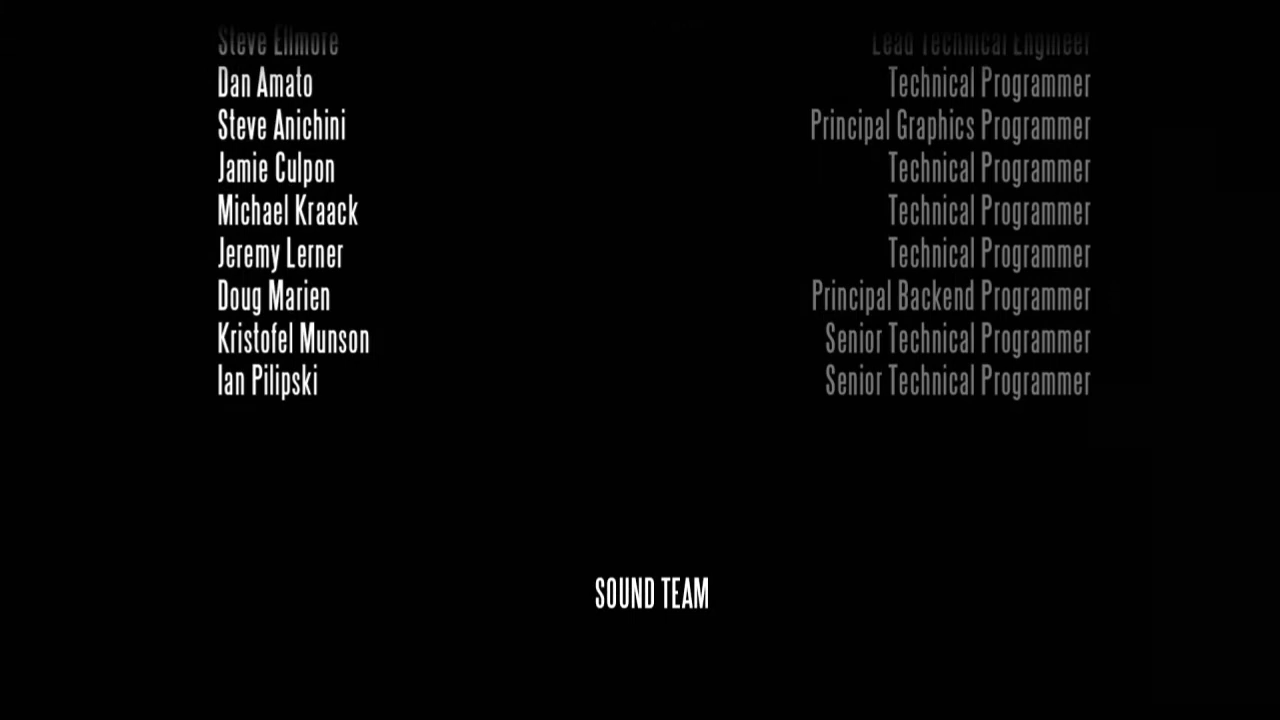 Steve Ellmore Lead Technical Engineer
Dan Amato Technical Programmer
Steve Anichini Principal Graphics Programmer
Jamie Culpon Technical Programmer
Michael Kraack Technical Programmer
Jeremy Lerner Technical Programmer
Doug Marien Principal Backend Programmer
Kristofel Munson Senior Technical Programmer
Ian Pilipski Senior Technical Programmer
SOUND TEAM